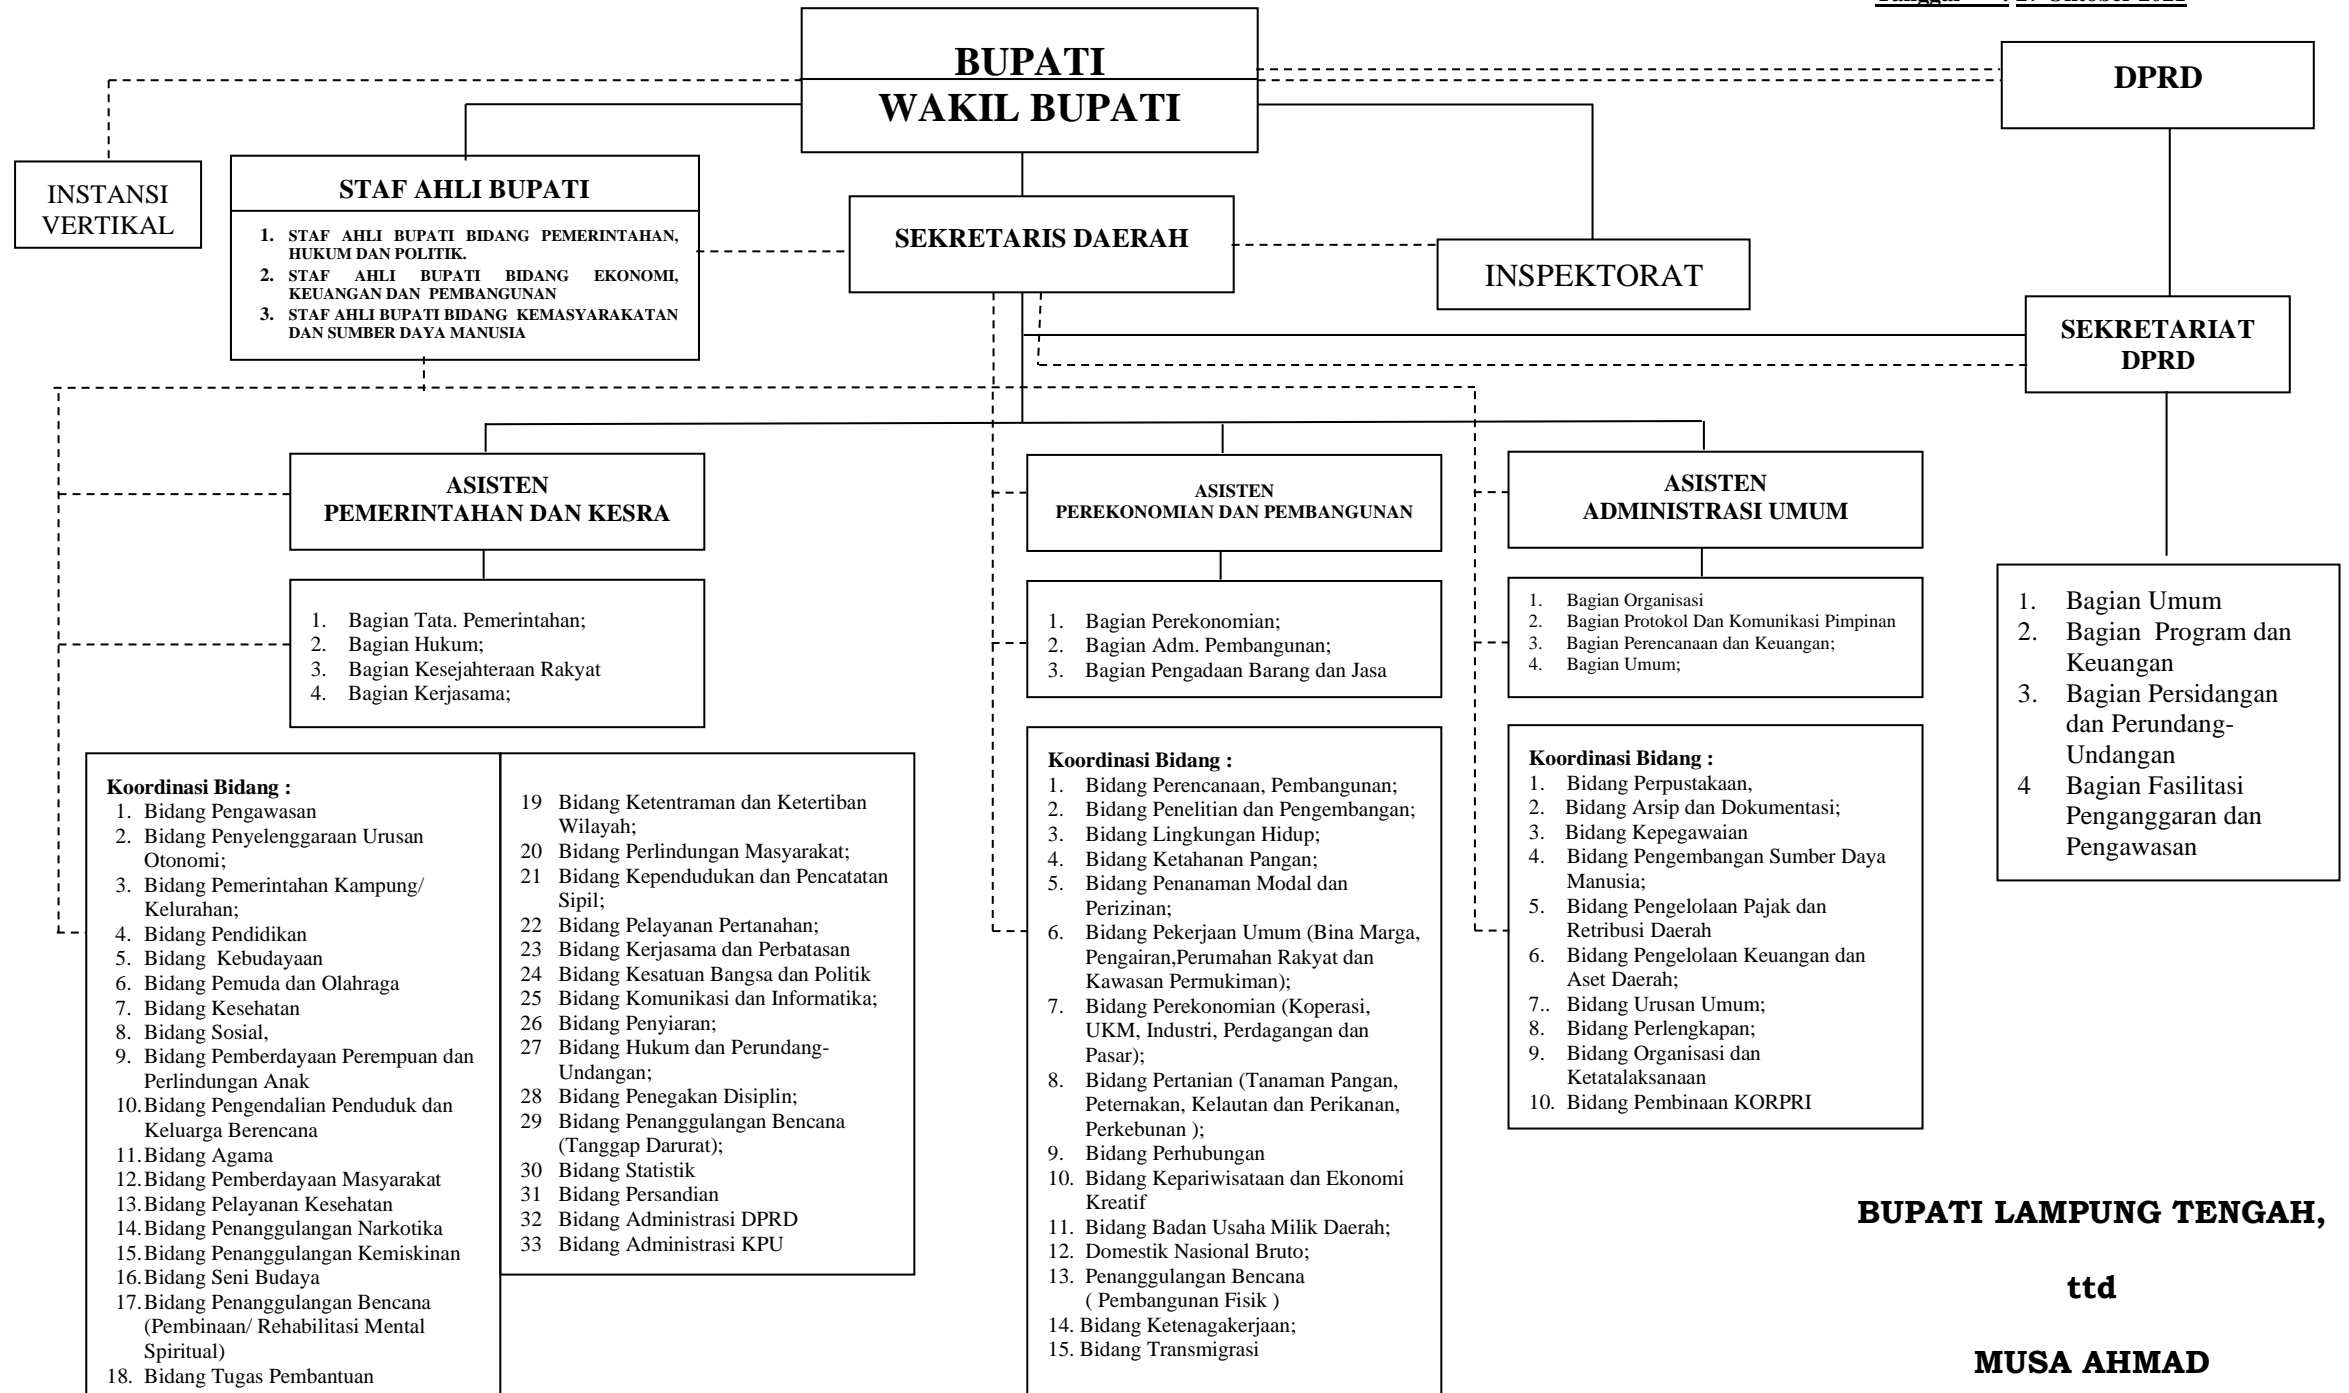 BUPATI
WAKIL BUPATI
DPRD
INSTANSI
VERTIKAL
STAF AHLI BUPATI
1. STAF AHLI BUPATI BIDANG PEMERINTAHAN,
HUKUM DAN POLITIK.
2. STAF AHLI BUPATI BIDANG EKONOMI,
KEUANGAN DAN PEMBANGUNAN
3. STAF AHLI BUPATI BIDANG KEMASYARAKATAN
DAN SUMBER DAYA MANUSIA
SEKRETARIS DAERAH
INSPEKTORAT
SEKRETARIAT
DPRD
ASISTEN
PEMERINTAHAN DAN KESRA
ASISTEN
PEREKONOMIAN DAN PEMBANGUNAN
ASISTEN
ADMINISTRASI UMUM
1. Bagian Tata. Pemerintahan;
2. Bagian Hukum;
3. Bagian Kesejahteraan Rakyat
4. Bagian Kerjasama;
1. Bagian Perekonomian;
2. Bagian Adm. Pembangunan;
3. Bagian Pengadaan Barang dan Jasa
1. Bagian Organisasi
2. Bagian Protokol Dan Komunikasi Pimpinan
3. Bagian Perencanaan dan Keuangan;
4. Bagian Umum;
1. Bagian Umum
2. Bagian Program dan
Keuangan
3. Bagian Persidangan
dan Perundang-
Undangan
4 Bagian Fasilitasi
Penganggaran dan
Pengawasan
Koordinasi Bidang :
1. Bidang Pengawasan
2. Bidang Penyelenggaraan Urusan
Otonomi;
3. Bidang Pemerintahan Kampung/
Kelurahan;
4. Bidang Pendidikan
5. Bidang Kebudayaan
6. Bidang Pemuda dan Olahraga
7. Bidang Kesehatan
8. Bidang Sosial,
9. Bidang Pemberdayaan Perempuan dan
Perlindungan Anak
10.Bidang Pengendalian Penduduk dan
Keluarga Berencana
11.Bidang Agama
12.Bidang Pemberdayaan Masyarakat
13.Bidang Pelayanan Kesehatan
14.Bidang Penanggulangan Narkotika
15.Bidang Penanggulangan Kemiskinan
16.Bidang Seni Budaya
17.Bidang Penanggulangan Bencana
(Pembinaan/ Rehabilitasi Mental
Spiritual)
18. Bidang Tugas Pembantuan
19 Bidang Ketentraman dan Ketertiban
Wilayah;
20 Bidang Perlindungan Masyarakat;
21 Bidang Kependudukan dan Pencatatan
Sipil;
22 Bidang Pelayanan Pertanahan;
23 Bidang Kerjasama dan Perbatasan
24 Bidang Kesatuan Bangsa dan Politik
25 Bidang Komunikasi dan Informatika;
26 Bidang Penyiaran;
27 Bidang Hukum dan Perundang-
Undangan;
28 Bidang Penegakan Disiplin;
29 Bidang Penanggulangan Bencana
(Tanggap Darurat);
30 Bidang Statistik
31 Bidang Persandian
32 Bidang Administrasi DPRD
33 Bidang Administrasi KPU
Koordinasi Bidang :
1. Bidang Perencanaan, Pembangunan;
2. Bidang Penelitian dan Pengembangan;
3. Bidang Lingkungan Hidup;
4. Bidang Ketahanan Pangan;
5. Bidang Penanaman Modal dan
Perizinan;
6. Bidang Pekerjaan Umum (Bina Marga,
Pengairan,Perumahan Rakyat dan
Kawasan Permukiman);
7. Bidang Perekonomian (Koperasi,
UKM, Industri, Perdagangan dan
Pasar);
8. Bidang Pertanian (Tanaman Pangan,
Peternakan, Kelautan dan Perikanan,
Perkebunan );
9. Bidang Perhubungan
10. Bidang Kepariwisataan dan Ekonomi
Kreatif
11. Bidang Badan Usaha Milik Daerah;
12. Domestik Nasional Bruto;
13. Penanggulangan Bencana
( Pembangunan Fisik )
14. Bidang Ketenagakerjaan;
15. Bidang Transmigrasi
Koordinasi Bidang :
1. Bidang Perpustakaan,
2. Bidang Arsip dan Dokumentasi;
3. Bidang Kepegawaian
4. Bidang Pengembangan Sumber Daya
Manusia;
5. Bidang Pengelolaan Pajak dan
Retribusi Daerah
6. Bidang Pengelolaan Keuangan dan
Aset Daerah;
7.. Bidang Urusan Umum;
8. Bidang Perlengkapan;
9. Bidang Organisasi dan
Ketatalaksanaan
10. Bidang Pembinaan KORPRI
BUPATI LAMPUNG TENGAH,
ttd
MUSA AHMAD